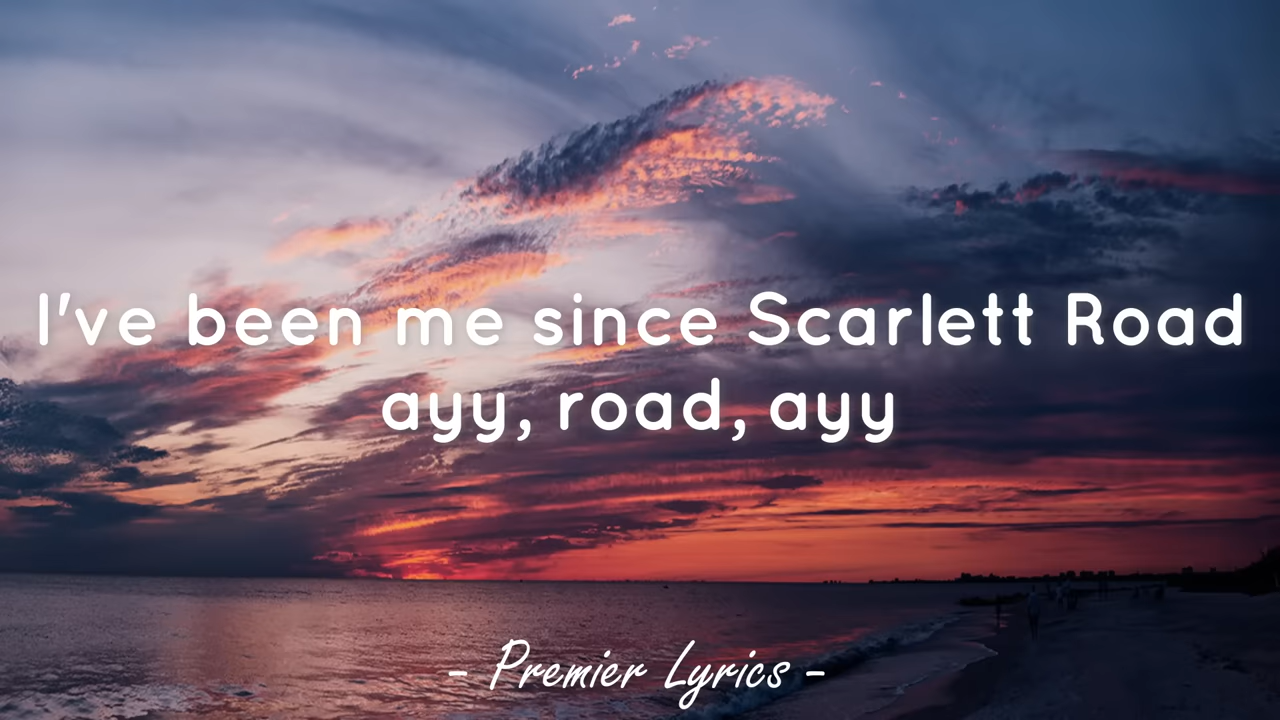 I've been me since Scarlett Road
ayy, road, ayy
- Premier Lyrics -